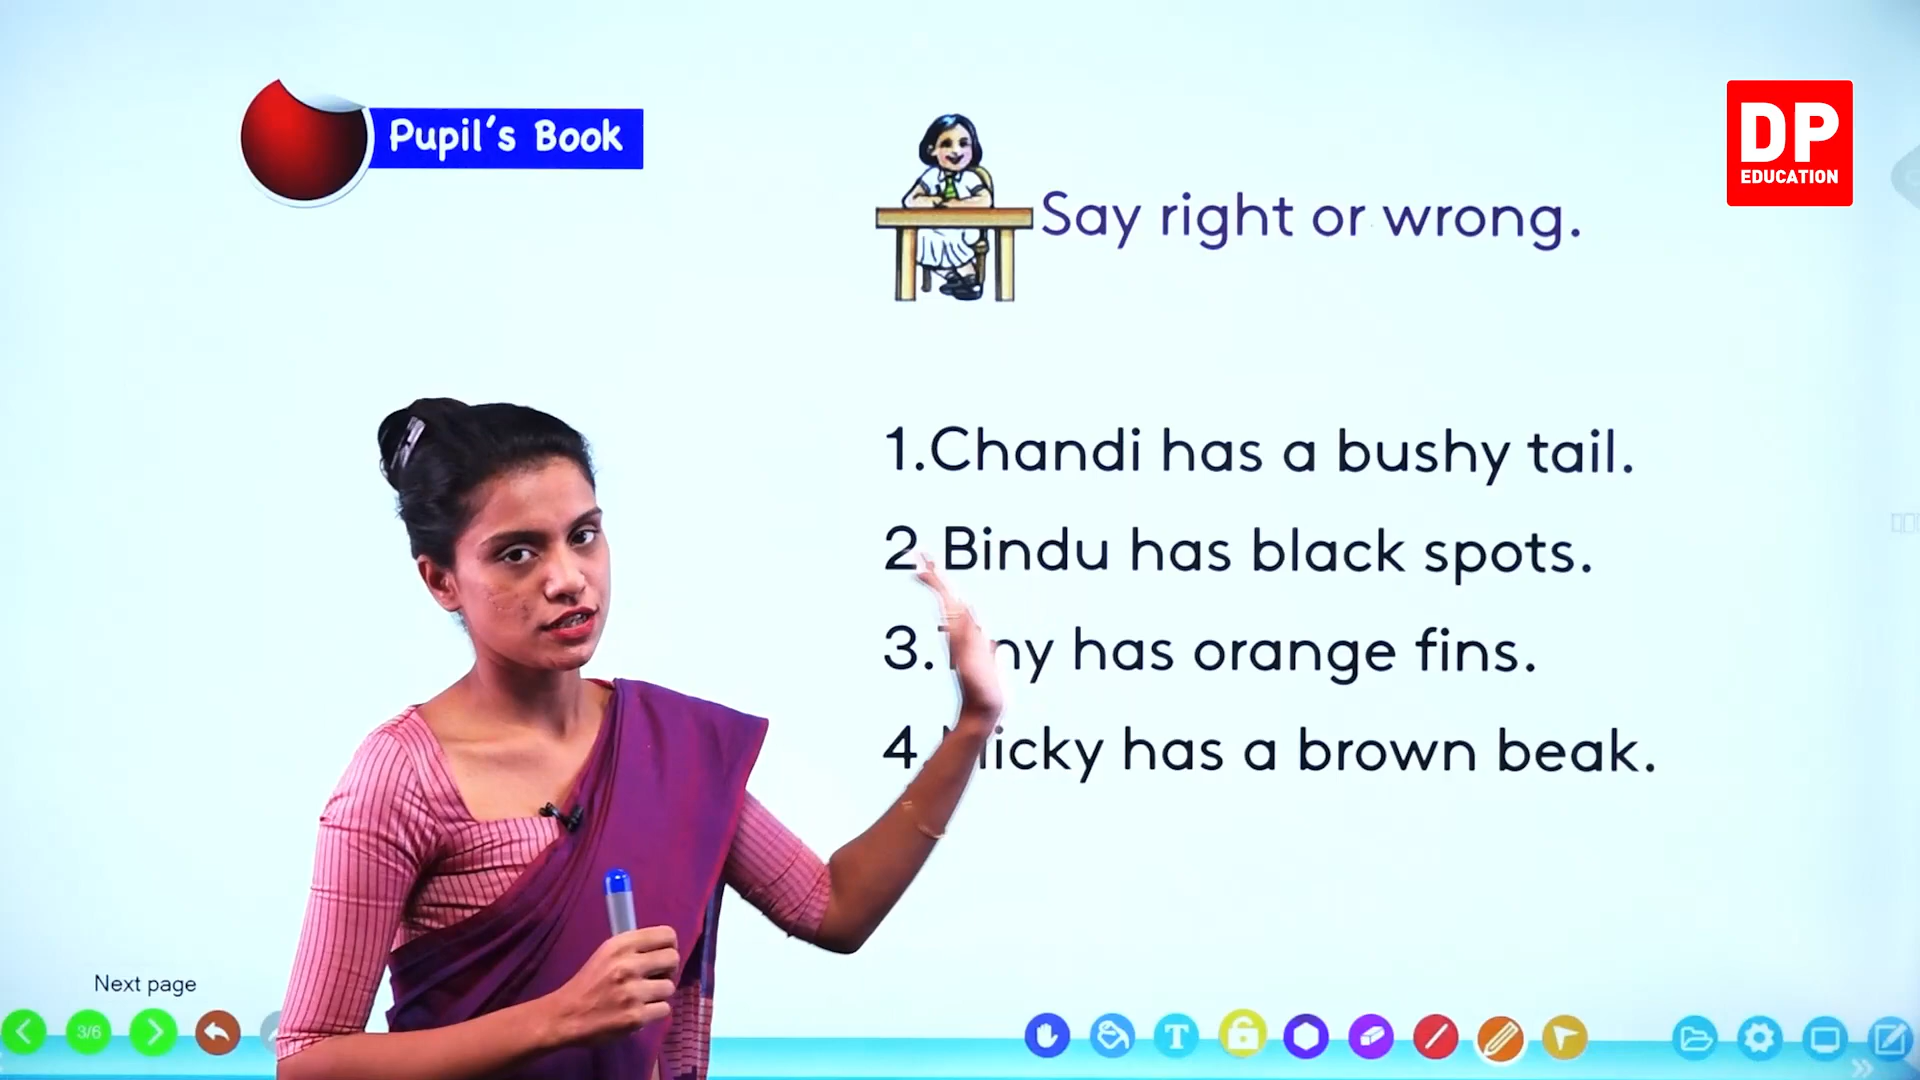 Pupil's Book
DP
EDUCATION
Say right or wrong.
1.Chandi has a bushy tail.
2. Bindu has black spots.
3. has orange fins.
4. has a brown beak.
Next page
3/6
T